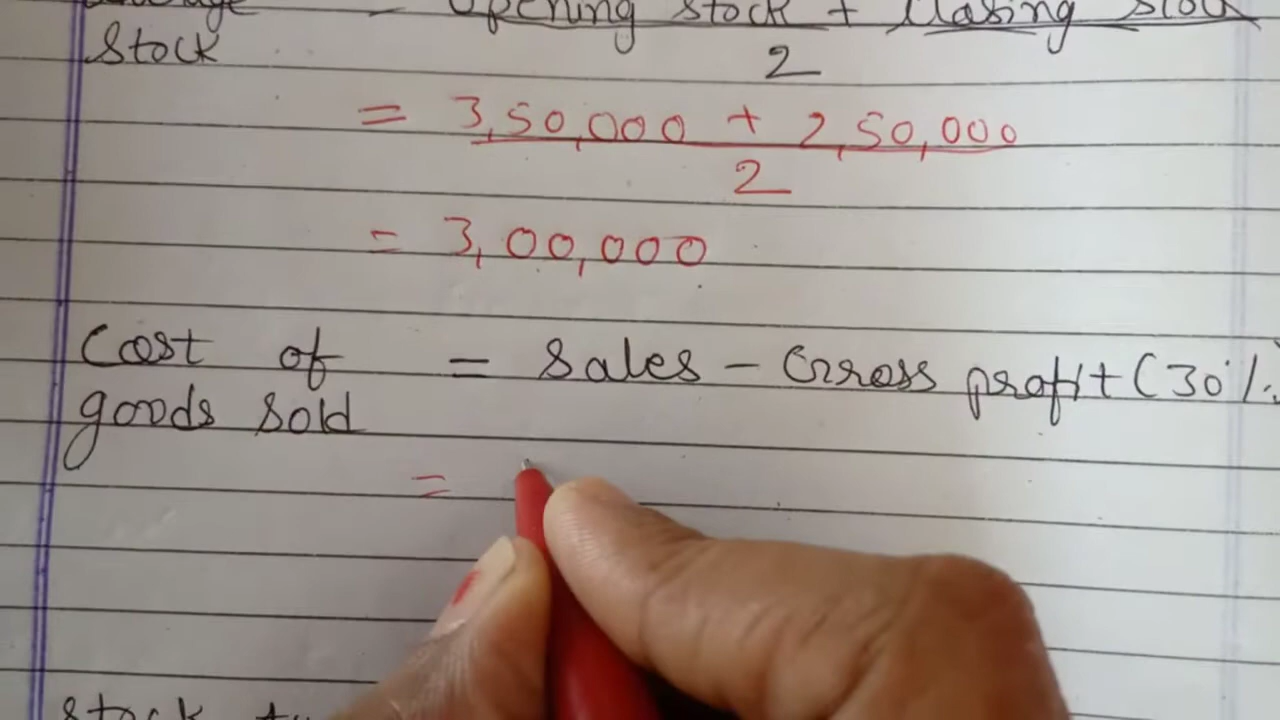 Opening stock + Closing stock
Stock
2
= 3,50,000 + 2,50,000
2
= 3,00,000
Cost of = Sales - Gross profit (30%
goods sold
=
stock